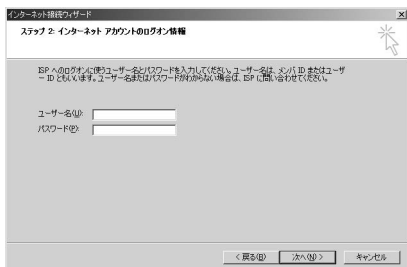 インターネット接続ウィザード
ステップ 2: インターネット アカウントのログオン情報
ISP へのログオンに使うユーザー名とパスワードを入力してください。ユーザー名は、メンバ ID またはユーザ
ー ID ともいいます。ユーザー名またはパスワードがわからない場合は、ISP に問い合わせてください。
ユーザー名(U):
パスワード(P):
< 戻る(B)
次へ(N) >
キャンセル